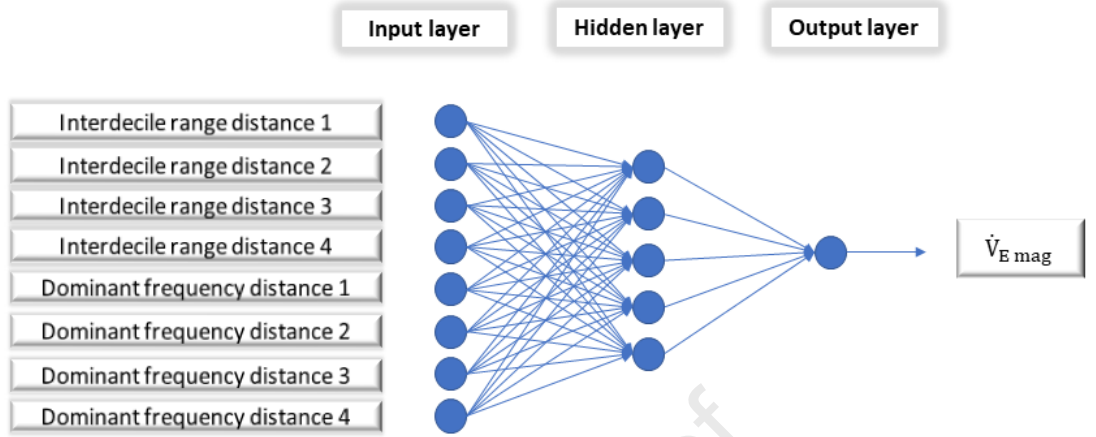 Input layer Hidden layer Output layer
Interdecile range distance 1
Interdecile range distance 2
Interdecile range distance 3
Interdecile range distance 4
Dominant frequency distance 1
Dominant frequency distance 2
Dominant frequency distance 3
Dominant frequency distance 4
V̇E mag